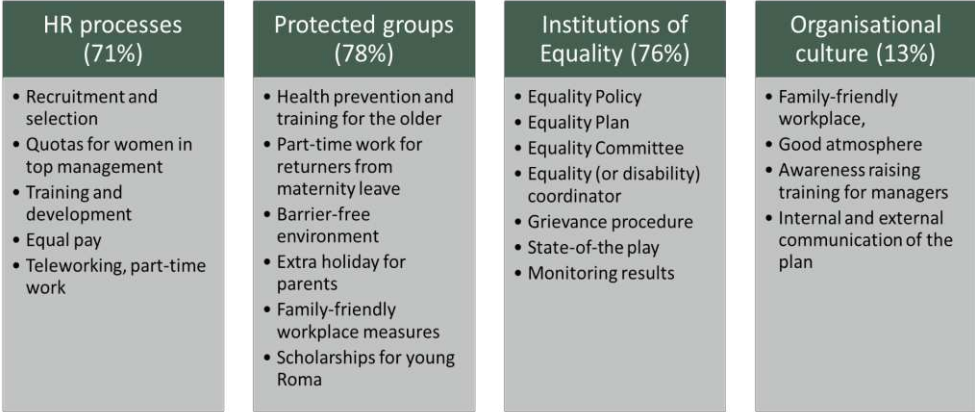 HR processes
(71%)
• Recruitment and
selection
• Quotas for women in
top management
• Training and
development
• Equal pay
• Teleworking, part-time
work
Protected groups
(78%)
• Health prevention and
training for the older
• Part-time work for
returners from
maternity leave
• Barrier-free
environment
• Extra holiday for
parents
• Family-friendly
workplace measures
• Scholarships for young
Roma
Institutions of
Equality (76%)
• Equality Policy
• Equality Plan
• Equality Committee
• Equality (or disability)
coordinator
• Grievance procedure
• State-of-the play
• Monitoring results
Organisational
culture (13%)
• Family-friendly
workplace,
• Good atmosphere
• Awareness raising
training for managers
• Internal and external
communication of the
plan